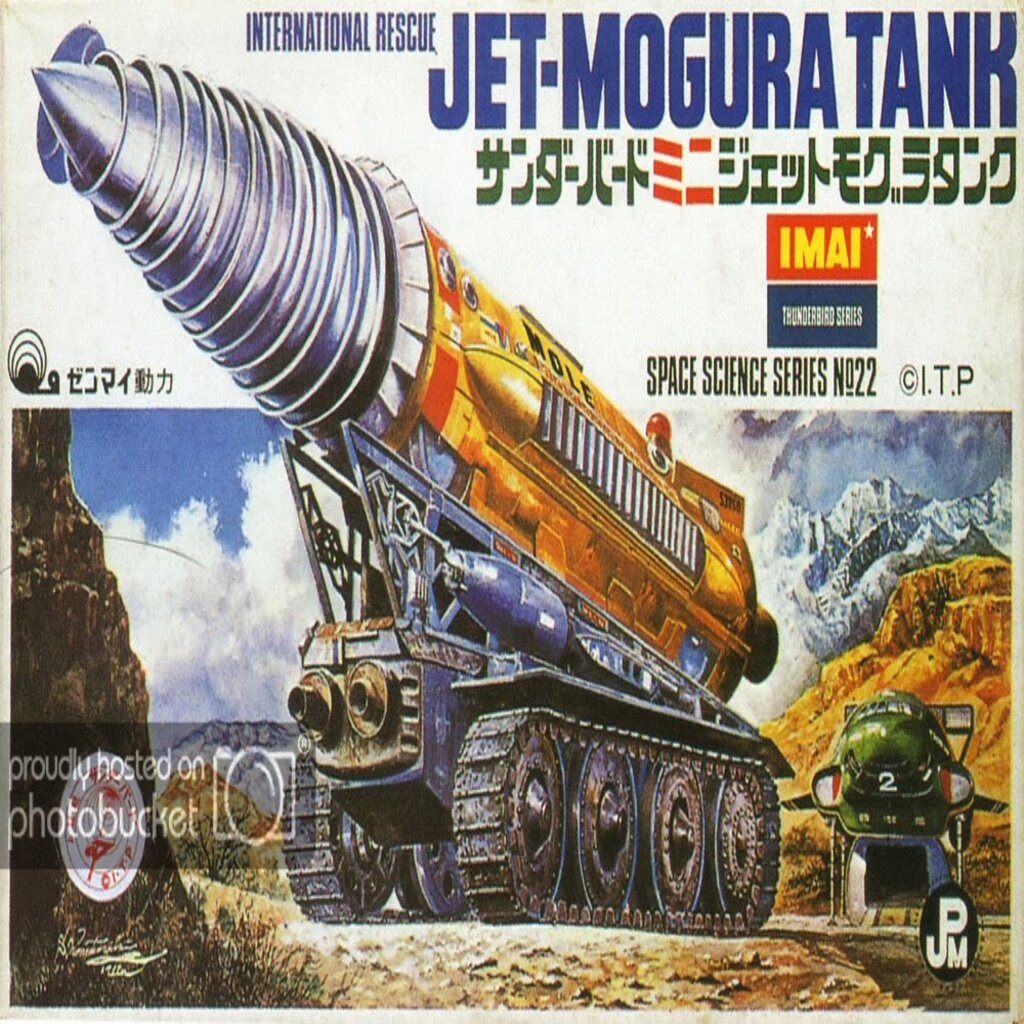 INTERNATIONAL RESCUE
JET-MOGURA TANK
サンダーバードミニジェットモグラタンク
IMAI
THUNDERBIRD SERIES
ゼンマイ動力
SPACE SCIENCE SERIES NO22
©I.T.P
MOLE
2
proudly hosted on
photobucket
JPM